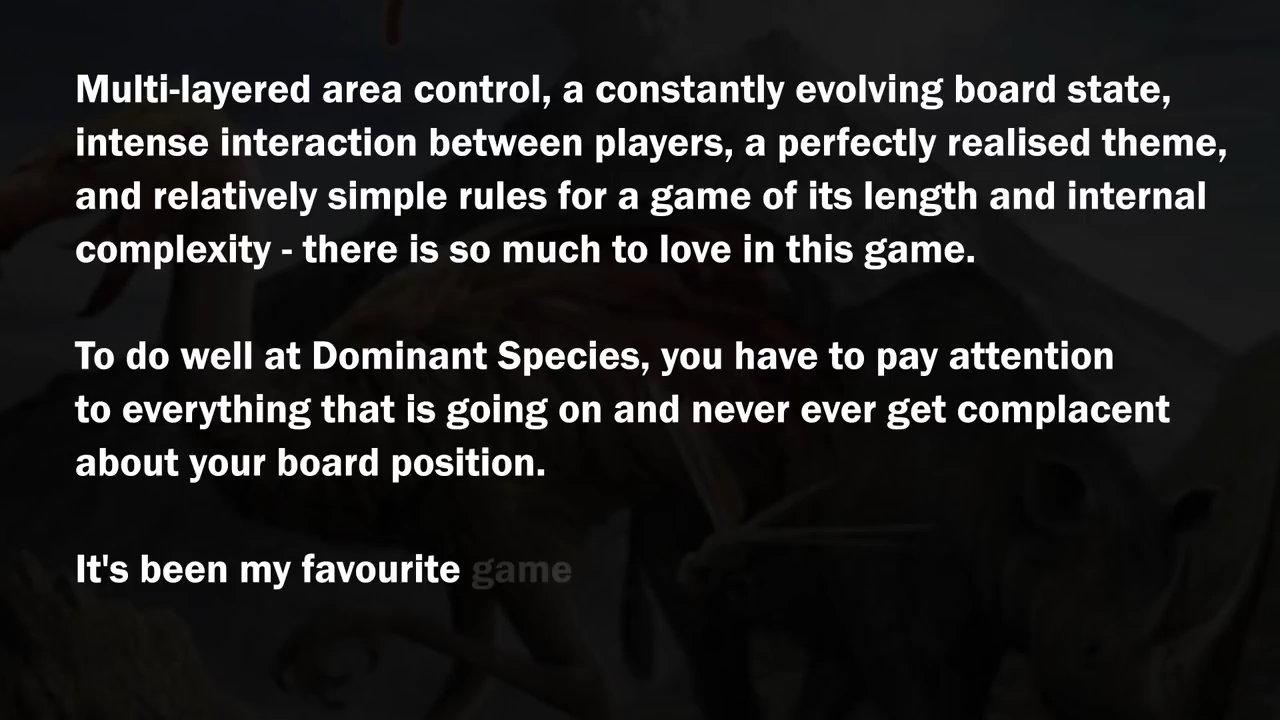 Multi-layered area control, a constantly evolving board state,
intense interaction between players, a perfectly realised theme,
and relatively simple rules for a game of its length and internal
complexity - there is so much to love in this game.
To do well at Dominant Species, you have to pay attention
to everything that is going on and never ever get complacent
about your board position.
It's been my favourite game